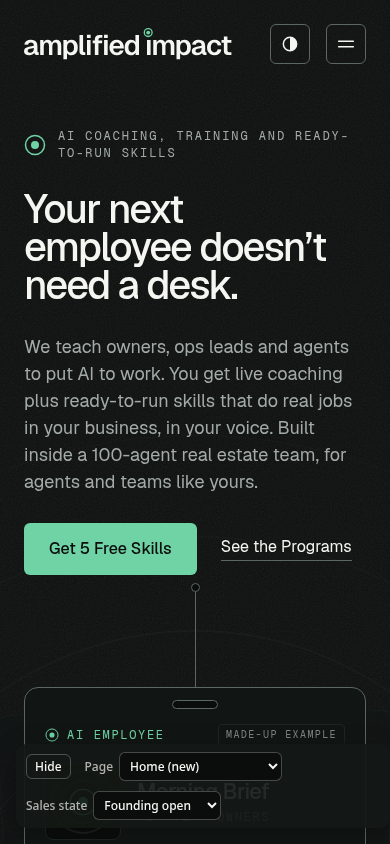 amplified impact
AI COACHING, TRAINING AND READY-
TO-RUN SKILLS
Your next
employee doesn’t
need a desk.
We teach owners, ops leads and agents
to put AI to work. You get live coaching
plus ready-to-run skills that do real jobs
in your business, in your voice. Built
inside a 100-agent real estate team, for
agents and teams like yours.
Get 5 Free Skills
See the Programs
AI EMPLOYEE
MADE-UP EXAMPLE
Hide
Page
Home (new)
Morning Brief
Sales state
Founding open